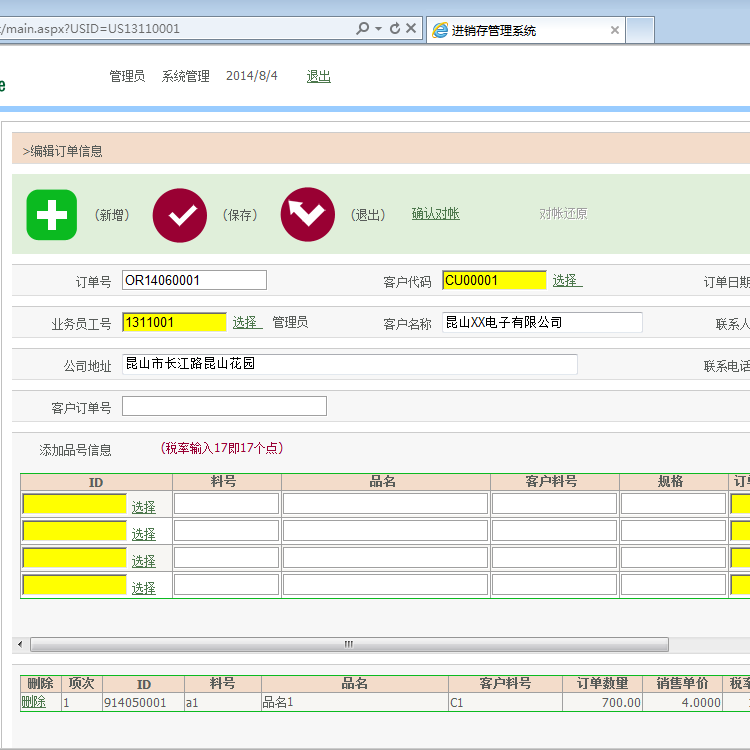 /main.aspx?USID=US13110001
进销存管理系统
e
管理员 系统管理 2014/8/4 退出
>编辑订单信息
（新增） （保存） （退出） 确认对帐 对帐还原
订单号 OR14060001 客户代码 CU00001 选择 订单日期
业务员工号 1311001 选择 管理员 客户名称 昆山XX电子有限公司 联系人
公司地址 昆山市长江路昆山花园 联系电话
客户订单号
添加品号信息 （税率输入17即17个点）
ID 料号 品名 客户料号 规格 订单
选择
选择
选择
选择
删除 项次 ID 料号 品名 客户料号 订单数量 销售单价 税率
删除 1 914050001 a1 品名1 C1 700.00 4.0000